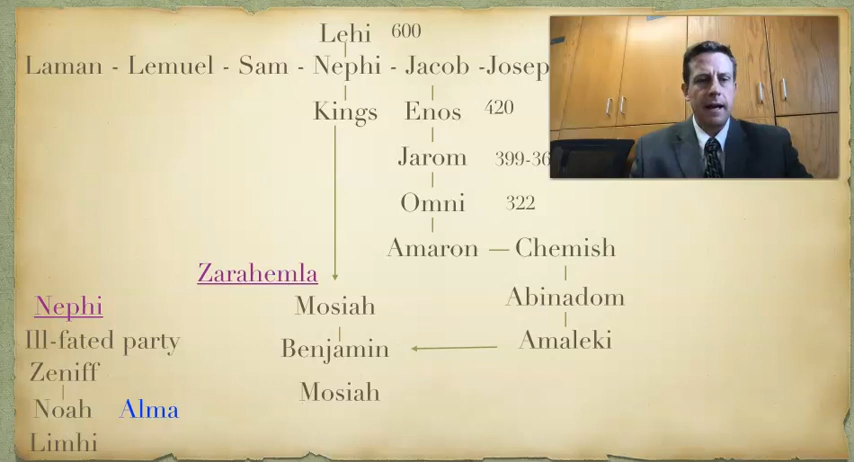 Lehi 600
Laman - Lemuel - Sam - Nephi - Jacob -Josep
Kings Enos 420
Jarom 399-36
Omni 322
Amaron — Chemish
Zarahemla
Nephi Mosiah Abinadom
Ill-fated party Benjamin Amaleki
Zeniff
Mosiah
Noah Alma
Limhi